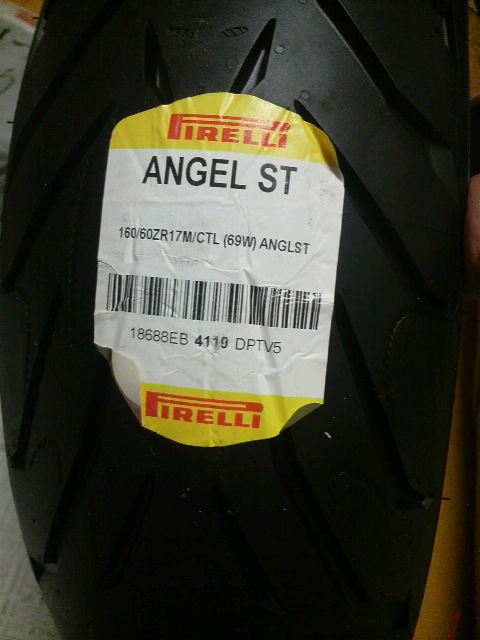 PIRELLI
ANGEL ST
160/60ZR17M/CTL (69W) ANGLST
18688EB 4110 DPTV5
PIRELLI